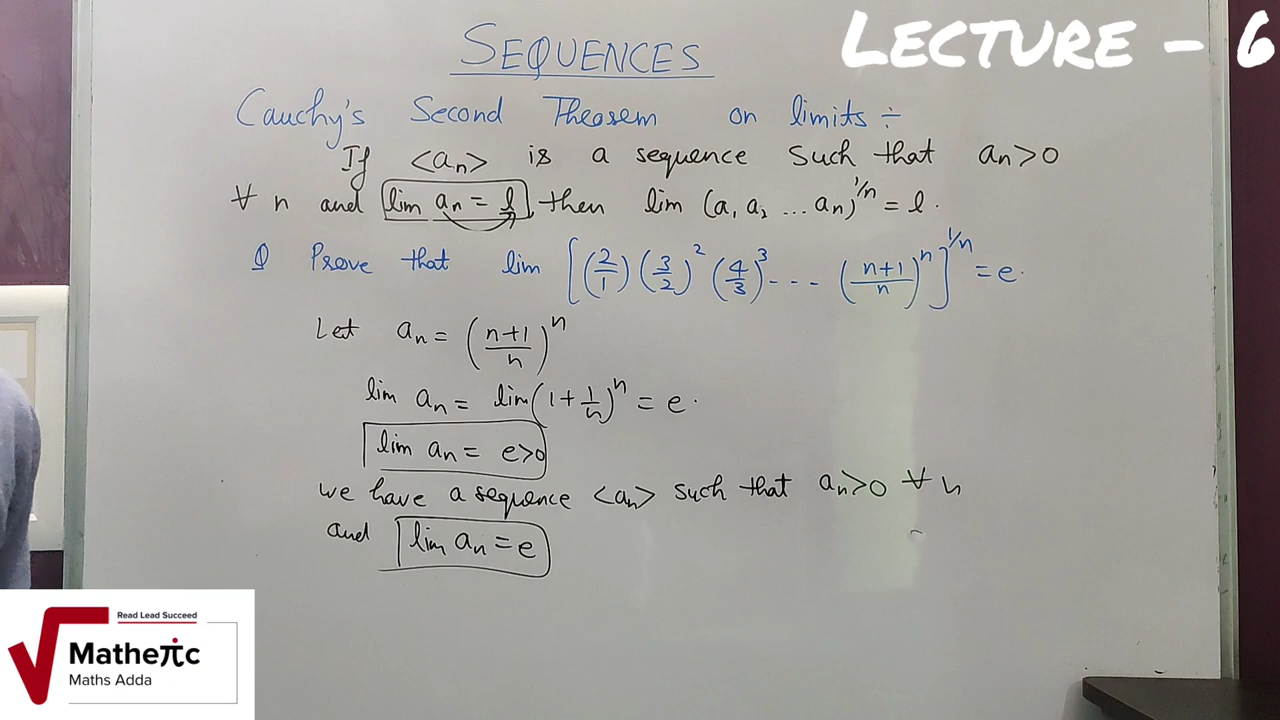 LECTURE - 6
SEQUENCES
Cauchy's Second Theorem on limits ÷
If <aₙ> is a sequence such that aₙ>0
∀ n and lim aₙ = l, then lim (a₁ a₂ ... aₙ)^1/n = l.
Q Prove that lim [(2/1)(3/2)²(4/3)³ --- ((n+1)/n)ⁿ]^1/n = e.
Let aₙ = ((n+1)/n)ⁿ
lim aₙ = lim(1+1/n)ⁿ = e.
lim aₙ = e>0
we have a sequence <aₙ> such that aₙ>0 ∀ n
and lim aₙ = e
Read Lead Succeed
Matheπc
Maths Adda